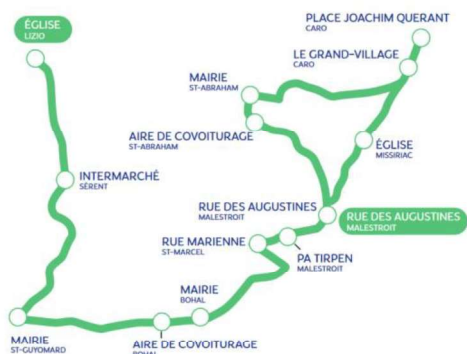 ÉGLISE
LIZIO
PLACE JOACHIM QUERANT
CARO
LE GRAND-VILLAGE
CARO
MAIRIE
ST-ABRAHAM
AIRE DE COVOITURAGE
ST-ABRAHAM
ÉGLISE
MISSIRIAC
INTERMARCHÉ
SÉRENT
RUE DES AUGUSTINES
MALESTROIT
RUE DES AUGUSTINES
MALESTROIT
RUE MARIENNE
ST-MARCEL
PA TIRPEN
MALESTROIT
MAIRIE
BOHAL
MAIRIE
ST-GUYOMARD
AIRE DE COVOITURAGE
BOHAL